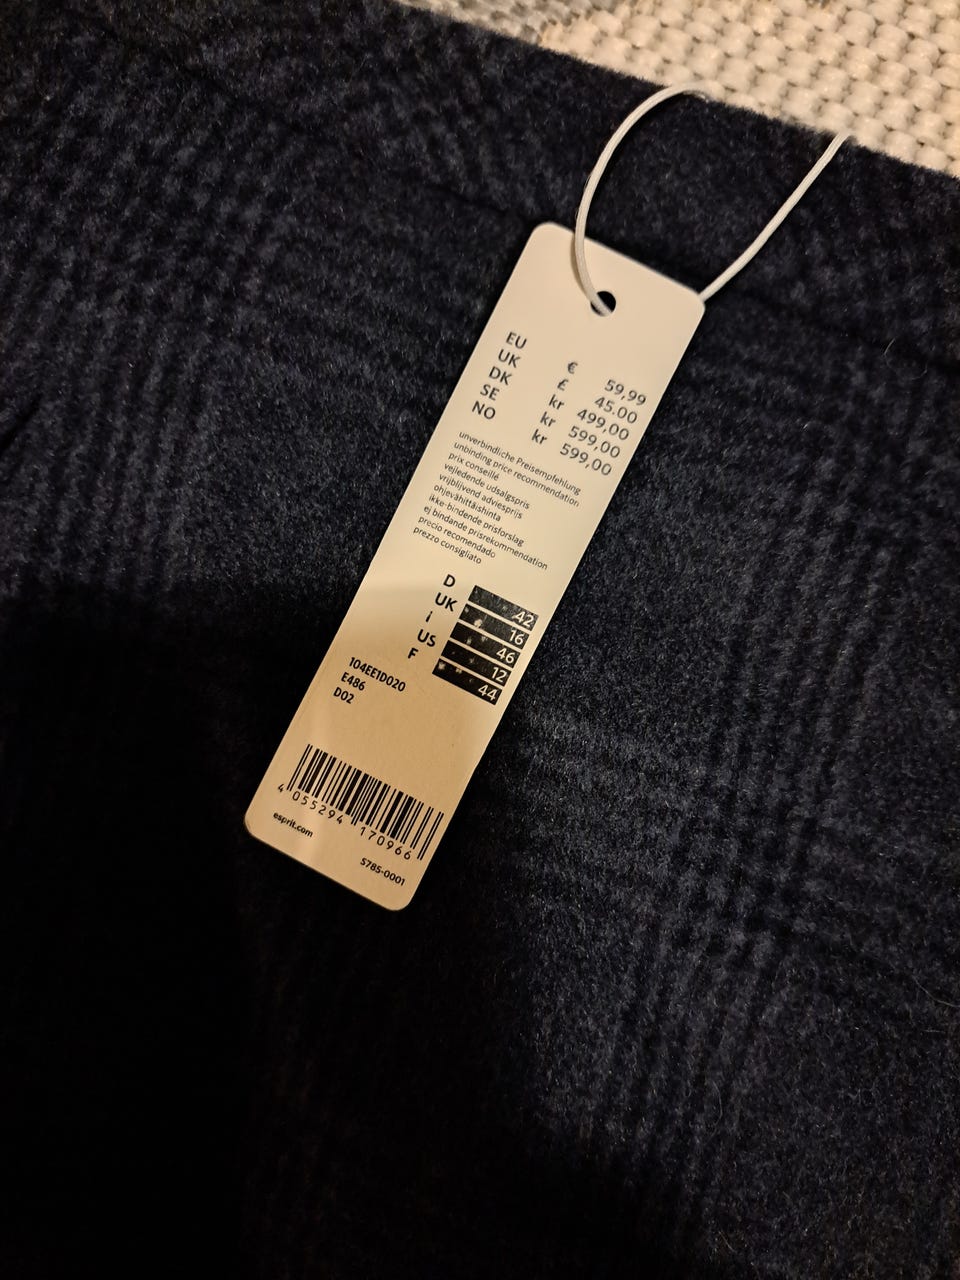 EU € 59,99
UK £ 45.00
DK kr 499,00
SE kr 599,00
NO kr 599,00
unverbindliche Preisempfehlung
unbinding price recommendation
prix conseillé
vejledende udsalgspris
vrijblijvend adviesprijs
ohjevähittäishinta
ikke-bindende prisforslag
ej bindande prisrekommendation
precio recomendado
prezzo consigliato
D 42
UK 16
i 46
US 12
F 44
104EE1D020
E486
D02
4 055294 170966
esprit.com
5785-0001